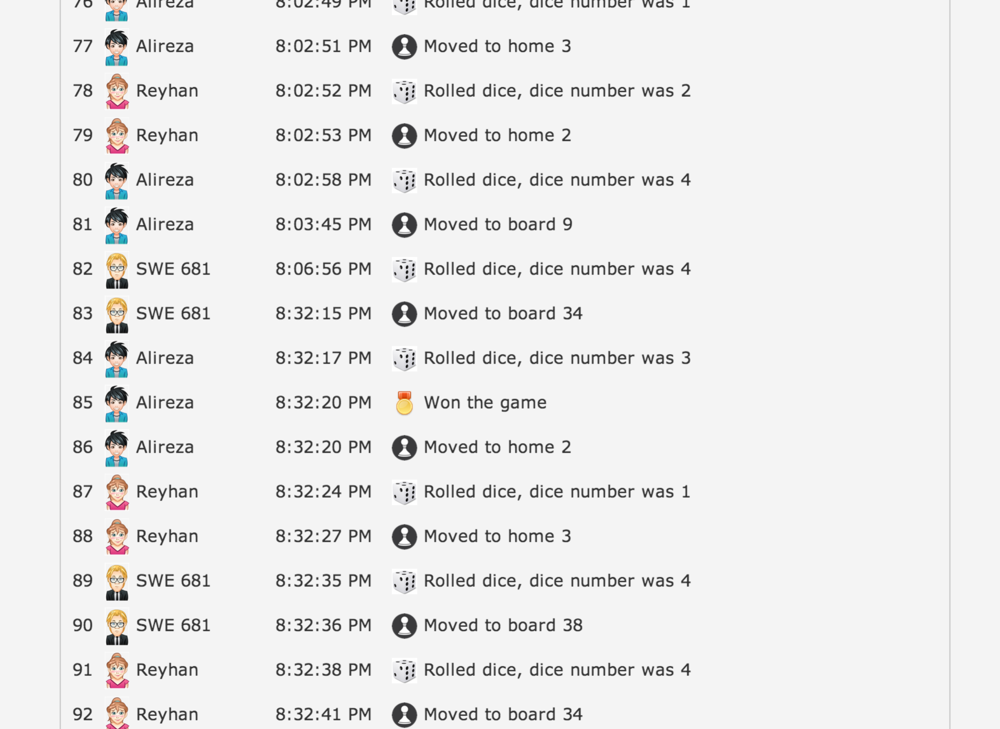 76 Alireza 8:02:49 PM Rolled dice, dice number was 1
77 Alireza 8:02:51 PM Moved to home 3
78 Reyhan 8:02:52 PM Rolled dice, dice number was 2
79 Reyhan 8:02:53 PM Moved to home 2
80 Alireza 8:02:58 PM Rolled dice, dice number was 4
81 Alireza 8:03:45 PM Moved to board 9
82 SWE 681 8:06:56 PM Rolled dice, dice number was 4
83 SWE 681 8:32:15 PM Moved to board 34
84 Alireza 8:32:17 PM Rolled dice, dice number was 3
85 Alireza 8:32:20 PM Won the game
86 Alireza 8:32:20 PM Moved to home 2
87 Reyhan 8:32:24 PM Rolled dice, dice number was 1
88 Reyhan 8:32:27 PM Moved to home 3
89 SWE 681 8:32:35 PM Rolled dice, dice number was 4
90 SWE 681 8:32:36 PM Moved to board 38
91 Reyhan 8:32:38 PM Rolled dice, dice number was 4
92 Reyhan 8:32:41 PM Moved to board 34